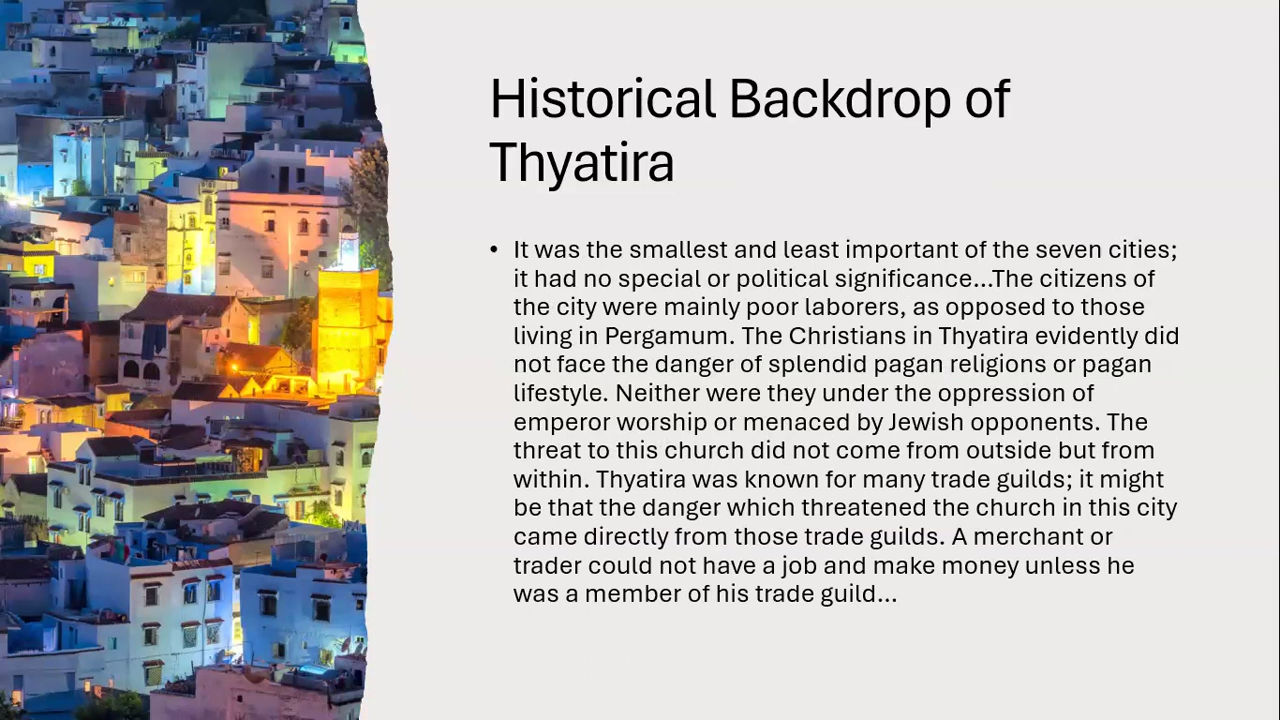 Historical Backdrop of
Thyatira
• It was the smallest and least important of the seven cities;
it had no special or political significance...The citizens of
the city were mainly poor laborers, as opposed to those
living in Pergamum. The Christians in Thyatira evidently did
not face the danger of splendid pagan religions or pagan
lifestyle. Neither were they under the oppression of
emperor worship or menaced by Jewish opponents. The
threat to this church did not come from outside but from
within. Thyatira was known for many trade guilds; it might
be that the danger which threatened the church in this city
came directly from those trade guilds. A merchant or
trader could not have a job and make money unless he
was a member of his trade guild...